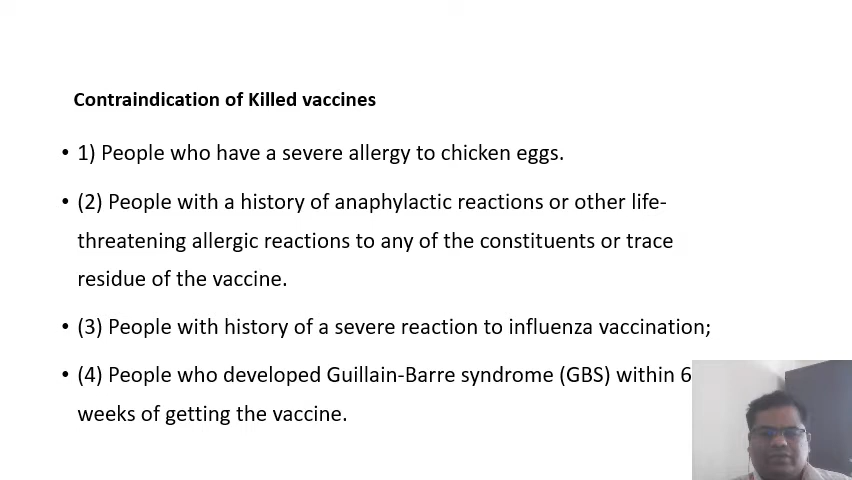 Contraindication of Killed vaccines
• 1) People who have a severe allergy to chicken eggs.
• (2) People with a history of anaphylactic reactions or other life-
threatening allergic reactions to any of the constituents or trace
residue of the vaccine.
• (3) People with history of a severe reaction to influenza vaccination;
• (4) People who developed Guillain-Barre syndrome (GBS) within 6
weeks of getting the vaccine.